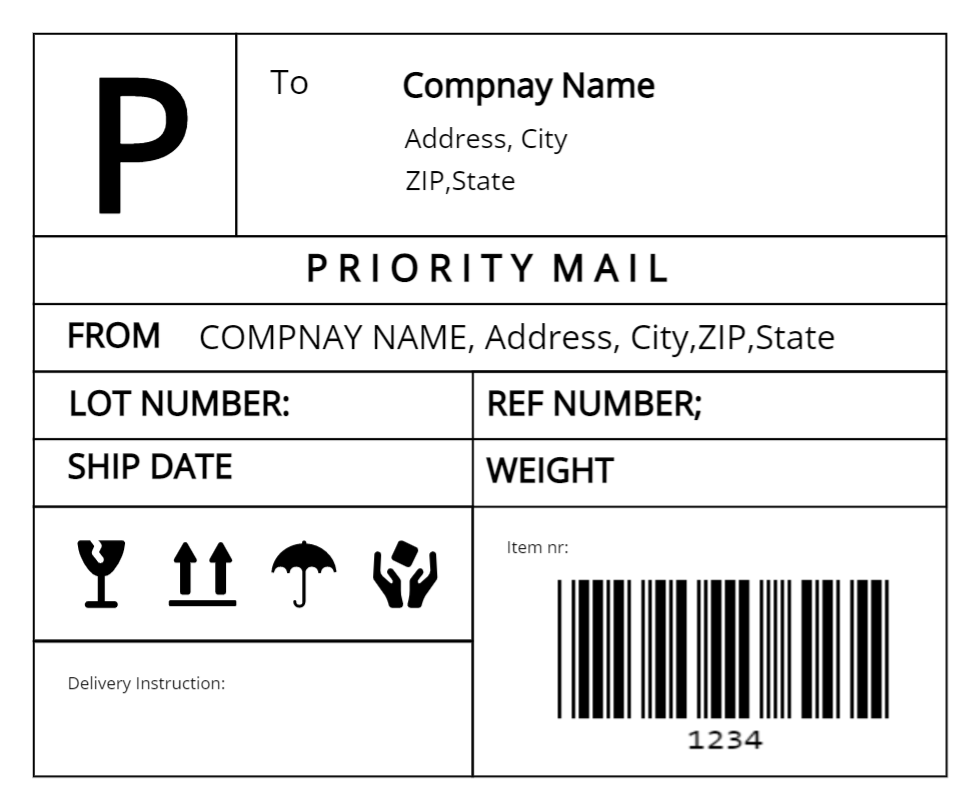 P
To
Compnay Name
Address, City
ZIP,State
PRIORITY MAIL
FROM COMPNAY NAME, Address, City,ZIP,State
LOT NUMBER:
REF NUMBER;
SHIP DATE
WEIGHT
Item nr:
1234
Delivery Instruction: